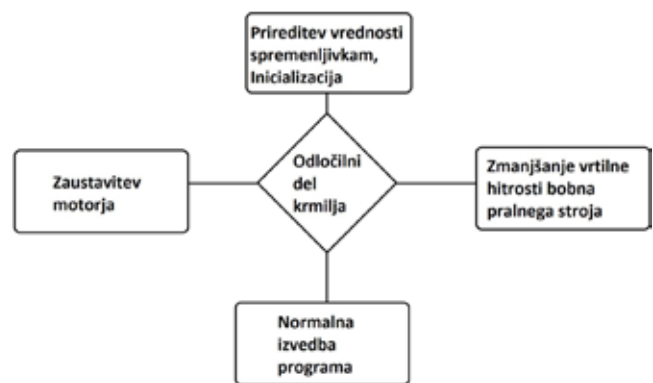 Prireditev vrednosti
spremenljivkam,
Inicializacija
Zaustavitev
motorja
Odločilni
del
krmilja
Zmanjšanje vrtilne
hitrosti bobna
pralnega stroja
Normalna
izvedba
programa